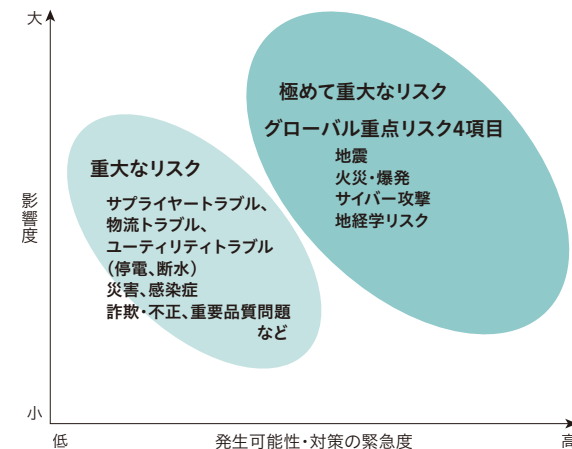 大
極めて重大なリスク
グローバル重点リスク4項目
地震
火災・爆発
サイバー攻撃
地経学リスク
重大なリスク
サプライヤートラブル、
物流トラブル、
ユーティリティトラブル
（停電、断水）
災害、感染症
詐欺・不正、重要品質問題
など
影響度
小
低
発生可能性・対策の緊急度
高